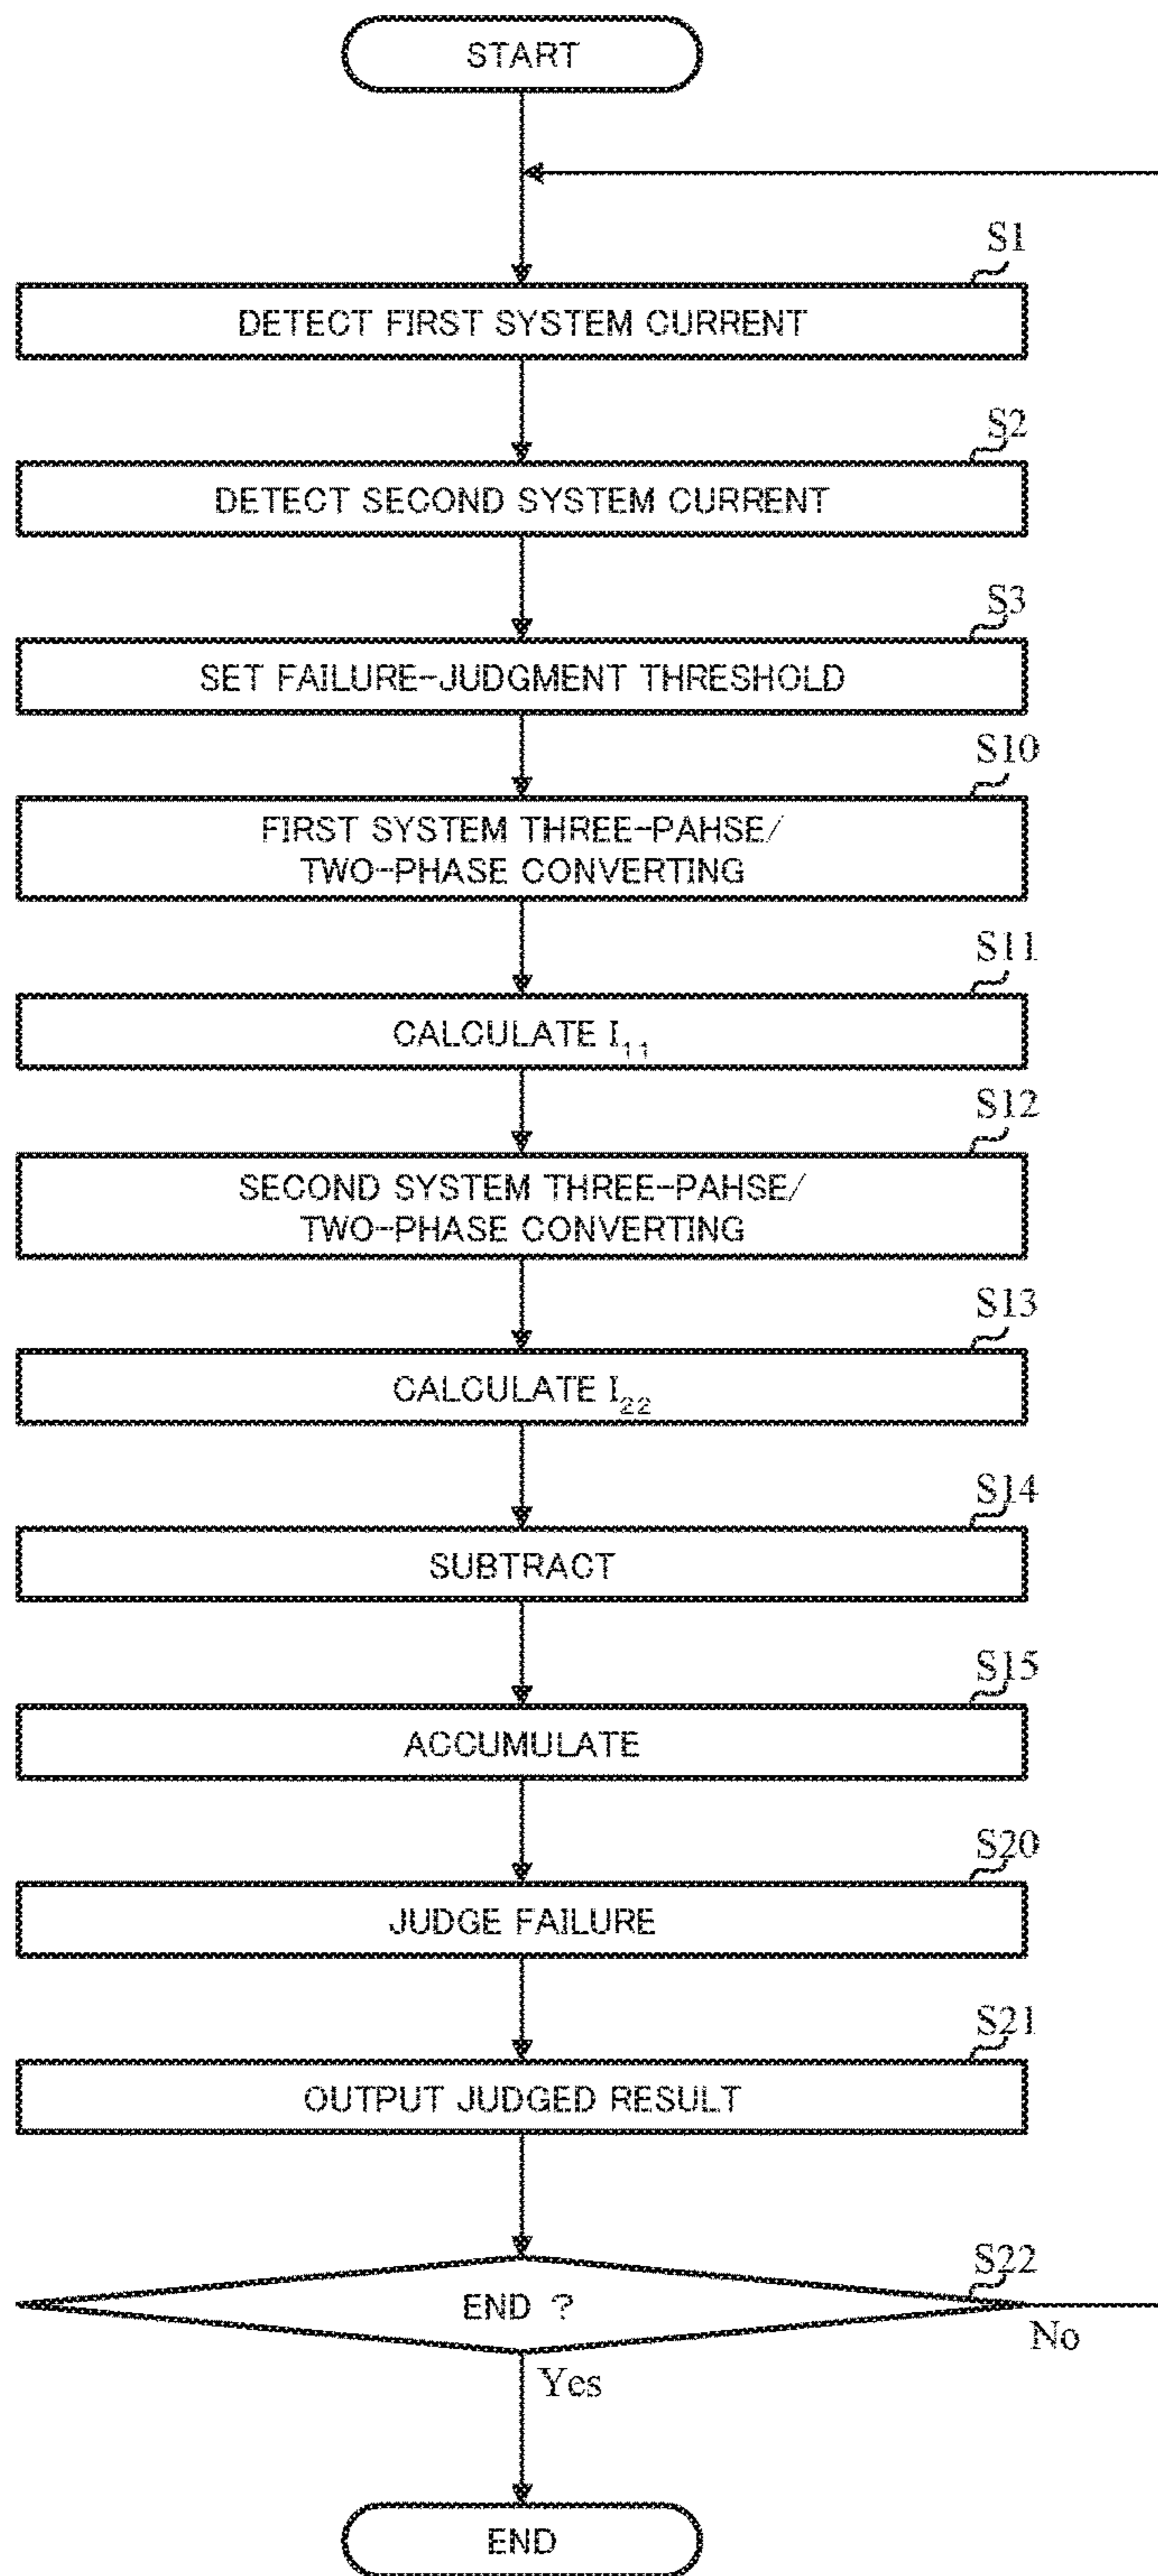 START
S1
DETECT FIRST SYSTEM CURRENT
S2
DETECT SECOND SYSTEM CURRENT
S3
SET FAILURE-JUDGMENT THRESHOLD
S10
FIRST SYSTEM THREE-PAHSE/
TWO-PHASE CONVERTING
S11
CALCULATE I₁₁
S12
SECOND SYSTEM THREE-PAHSE/
TWO-PHASE CONVERTING
S13
CALCULATE I₂₂
S14
SUBTRACT
S15
ACCUMULATE
S20
JUDGE FAILURE
S21
OUTPUT JUDGED RESULT
S22
END ?
No
Yes
END